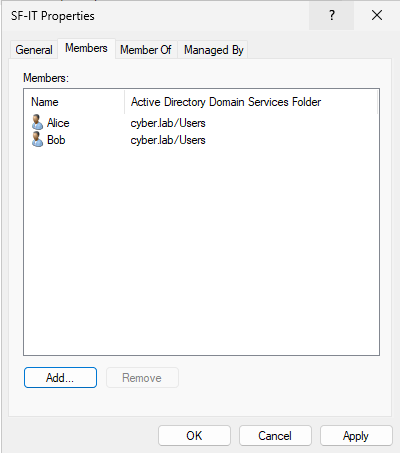 SF-IT Properties
?
General Members Member Of Managed By
Members:
Name Active Directory Domain Services Folder
Alice cyber.lab/Users
Bob cyber.lab/Users
Add... Remove
OK Cancel Apply